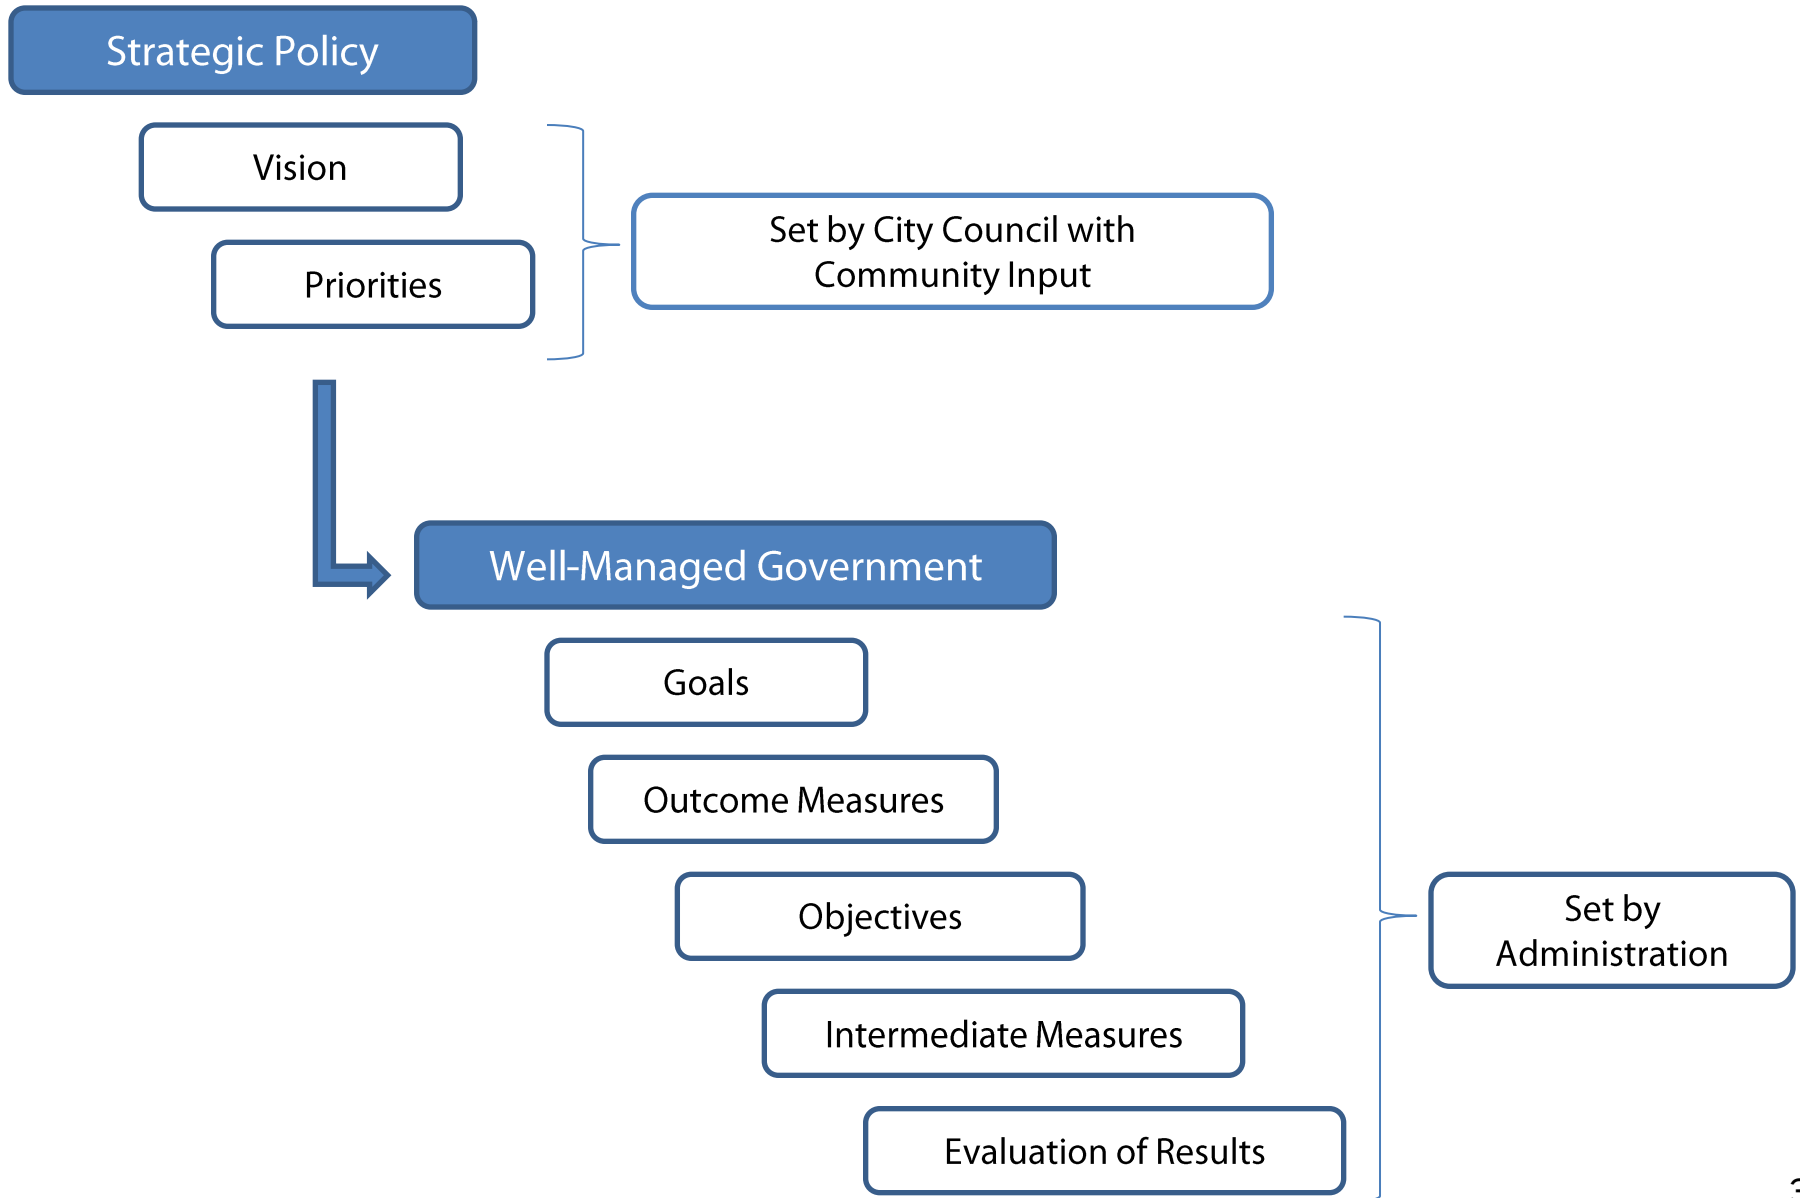 Strategic Policy
Vision
Priorities
Set by City Council with
Community Input
Well-Managed Government
Goals
Outcome Measures
Objectives
Intermediate Measures
Evaluation of Results
Set by
Administration